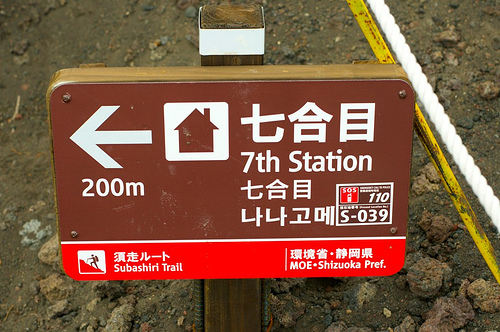 七合目
7th Station
200m
七合目
나나고메
SOS
110
S-039
須走ルート
Subashiri Trail
環境省・静岡県
MOE・Shizuoka Pref.